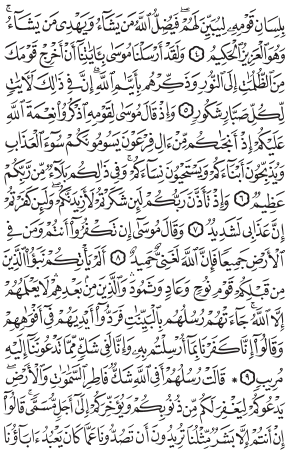 بِلِسَانِ قَوْمِهِۦ لِيُبَيِّنَ لَهُمْۖ فَيُضِلُّ ٱللَّهُ مَن يَشَآءُ وَيَهْدِى مَن يَشَآءُۚ
وَهُوَ ٱلْعَزِيزُ ٱلْحَكِيمُ ٤ وَلَقَدْ أَرْسَلْنَا مُوسَىٰ بِـَٔايَٰتِنَآ أَنْ أَخْرِجْ قَوْمَكَ
مِنَ ٱلظُّلُمَٰتِ إِلَى ٱلنُّورِ وَذَكِّرْهُم بِأَيَّىٰمِ ٱللَّهِۚ إِنَّ فِى ذَٰلِكَ لَأٓيَٰتٍ
لِّكُلِّ صَبَّارٍ شَكُورٍ ٥ وَإِذْ قَالَ مُوسَىٰ لِقَوْمِهِ ٱذْكُرُوا۟ نِعْمَةَ ٱللَّهِ
عَلَيْكُمْ إِذْ أَنجَىٰكُم مِّنْ ءَالِ فِرْعَوْنَ يَسُومُونَكُمْ سُوٓءَ ٱلْعَذَابِ
وَيُذَبِّحُونَ أَبْنَآءَكُمْ وَيَسْتَحْيُونَ نِسَآءَكُمْۚ وَفِى ذَٰلِكُم بَلَآءٌ مِّن رَّبِّكُمْ
عَظِيمٌ ٦ وَإِذْ تَأَذَّنَ رَبُّكُمْ لَئِن شَكَرْتُمْ لَأَزِيدَنَّكُمْۖ وَلَئِن كَفَرْتُمْ
إِنَّ عَذَابِى لَشَدِيدٌ ٧ وَقَالَ مُوسَىٰٓ إِن تَكْفُرُوٓا۟ أَنتُمْ وَمَن فِى
ٱلْأَرْضِ جَمِيعًا فَإِنَّ ٱللَّهَ لَغَنِىٌّ حَمِيدٌ ٨ أَلَمْ يَأْتِكُمْ نَبَؤُا۟ ٱلَّذِينَ
مِن قَبْلِكُمْ قَوْمِ نُوحٍ وَعَادٍ وَثَمُودَ وَٱلَّذِينَ مِنۢ بَعْدِهِمْ لَا يَعْلَمُهُمْ
إِلَّا ٱللَّهُۚ جَآءَتْهُمْ رُسُلُهُم بِٱلْبَيِّنَٰتِ فَرَدُّوٓا۟ أَيْدِيَهُمْ فِىٓ أَفْوَٰهِهِمْ
وَقَالُوٓا۟ إِنَّا كَفَرْنَا بِمَآ أُرْسِلْتُم بِهِۦ وَإِنَّا لَفِى شَكٍّ مِّمَّا تَدْعُونَنَآ إِلَيْهِ
مُرِيبٍ ٩ * قَالَتْ رُسُلُهُمْ أَفِى ٱللَّهِ شَكٌّ فَاطِرِ ٱلسَّمَٰوَٰتِ وَٱلْأَرْضِۖ
يَدْعُوكُمْ لِيَغْفِرَ لَكُم مِّن ذُنُوبِكُمْ وَيُؤَخِّرَكُمْ إِلَىٰٓ أَجَلٍ مُّسَمًّىۚ قَالُوٓا۟
إِنْ أَنتُمْ إِلَّا بَشَرٌ مِّثْلُنَا تُرِيدُونَ أَن تَصُدُّونَا عَمَّا كَانَ يَعْبُدُ ءَابَآؤُنَا